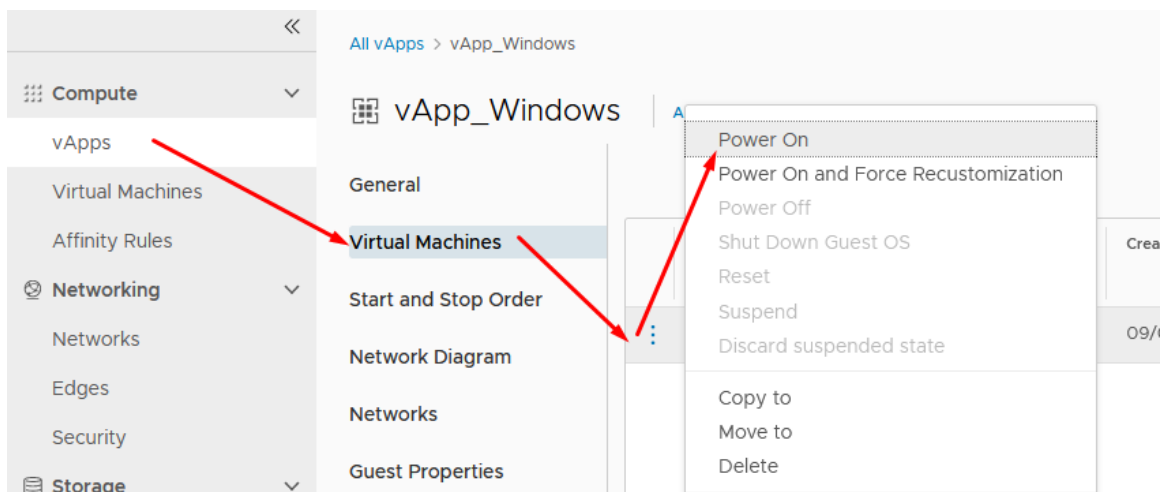 All vApps > vApp_Windows
Compute
vApps
Virtual Machines
Affinity Rules
Networking
Networks
Edges
Security
Storage
vApp_Windows
General
Virtual Machines
Start and Stop Order
Network Diagram
Networks
Guest Properties
Power On
Power On and Force Recustomization
Power Off
Shut Down Guest OS
Reset
Suspend
Discard suspended state
Copy to
Move to
Delete